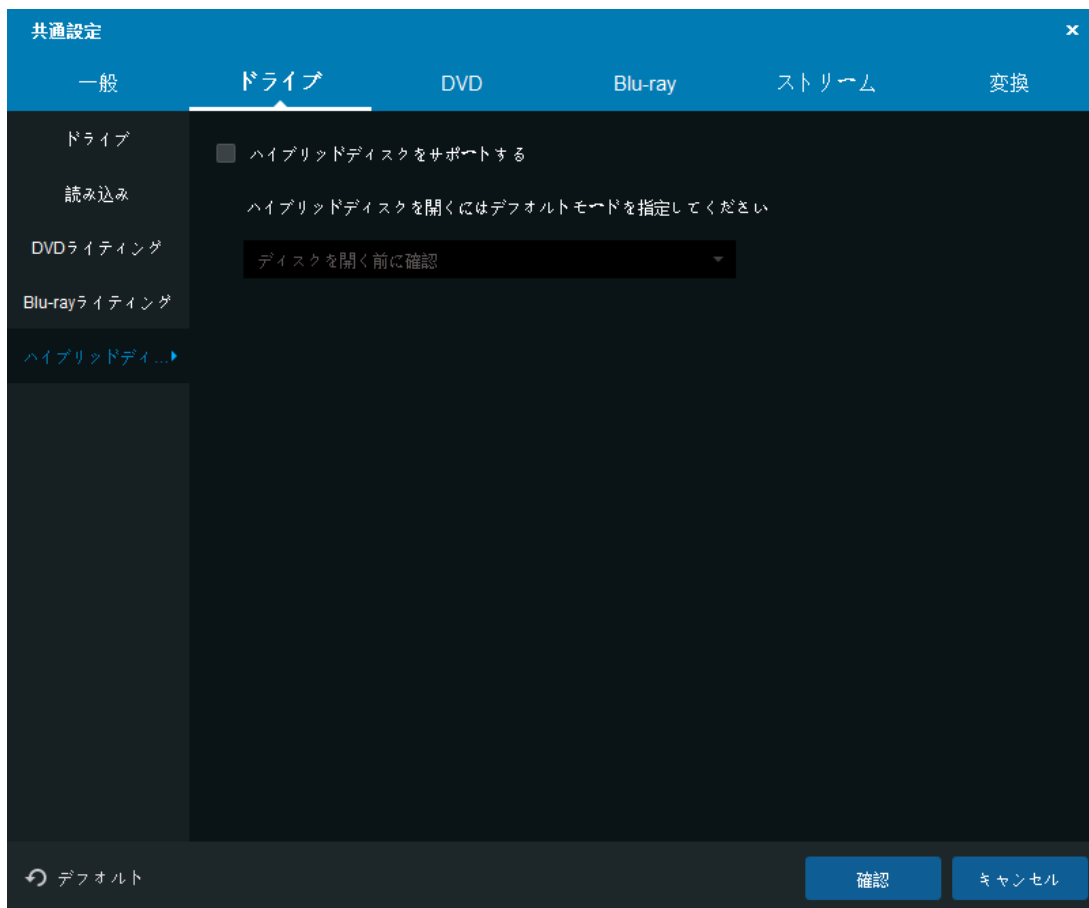 共通設定
一般 ドライブ DVD Blu-ray ストリーム 変換
ドライブ
読み込み
DVDライティング
Blu-rayライティング
ハイブリッドディ...
ハイブリッドディスクをサポートする
ハイブリッドディスクを開くにはデフォルトモードを指定してください
ディスクを開く前に確認
デフォルト
確認 キャンセル